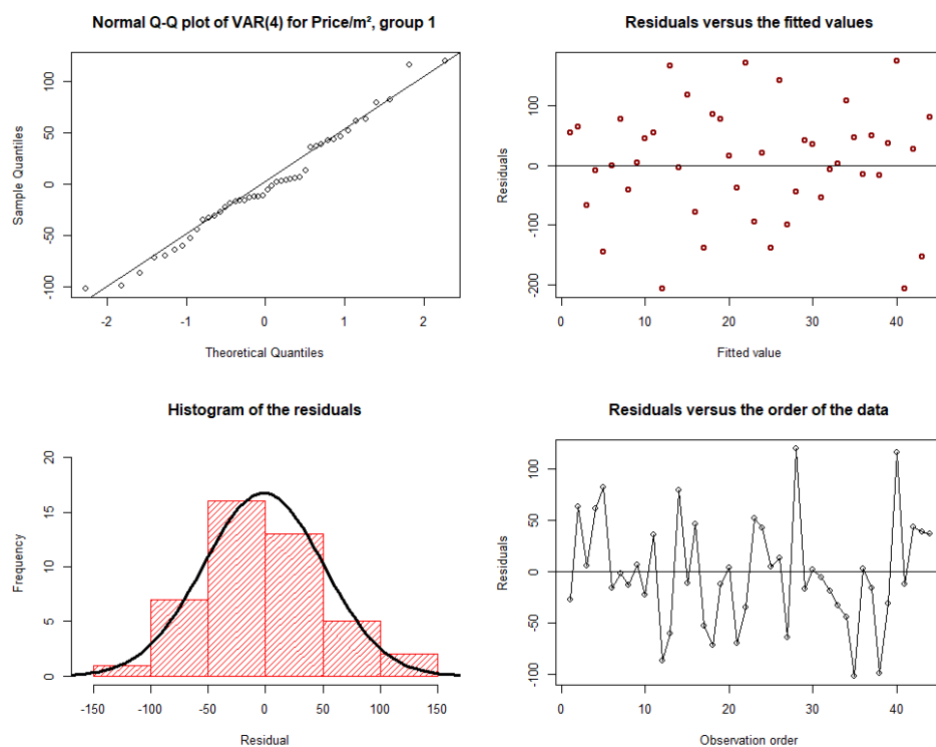 Normal Q-Q plot of VAR(4) for Price/m², group 1
Sample Quantiles
100
50
0
-50
-100
-2 -1 0 1 2
Theoretical Quantiles
Residuals versus the fitted values
Residuals
100
0
-100
-200
0 10 20 30 40
Fitted value
Histogram of the residuals
Frequency
20
15
10
5
0
-150 -100 -50 0 50 100 150
Residual
Residuals versus the order of the data
Residuals
100
50
0
-50
-100
0 10 20 30 40
Observation order